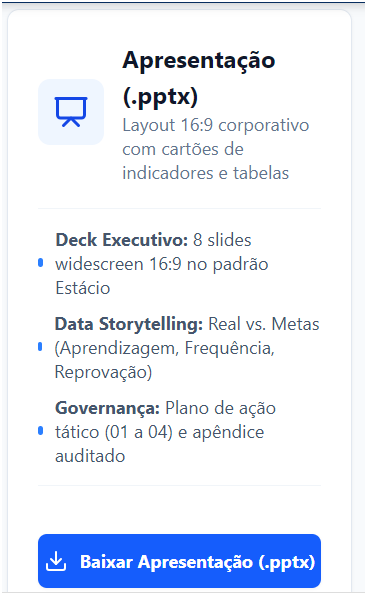 Apresentação
(.pptx)
Layout 16:9 corporativo
com cartões de
indicadores e tabelas
Deck Executivo: 8 slides
widescreen 16:9 no padrão
Estácio
Data Storytelling: Real vs. Metas
(Aprendizagem, Frequência,
Reprovação)
Governança: Plano de ação
tático (01 a 04) e apêndice
auditado
Baixar Apresentação (.pptx)